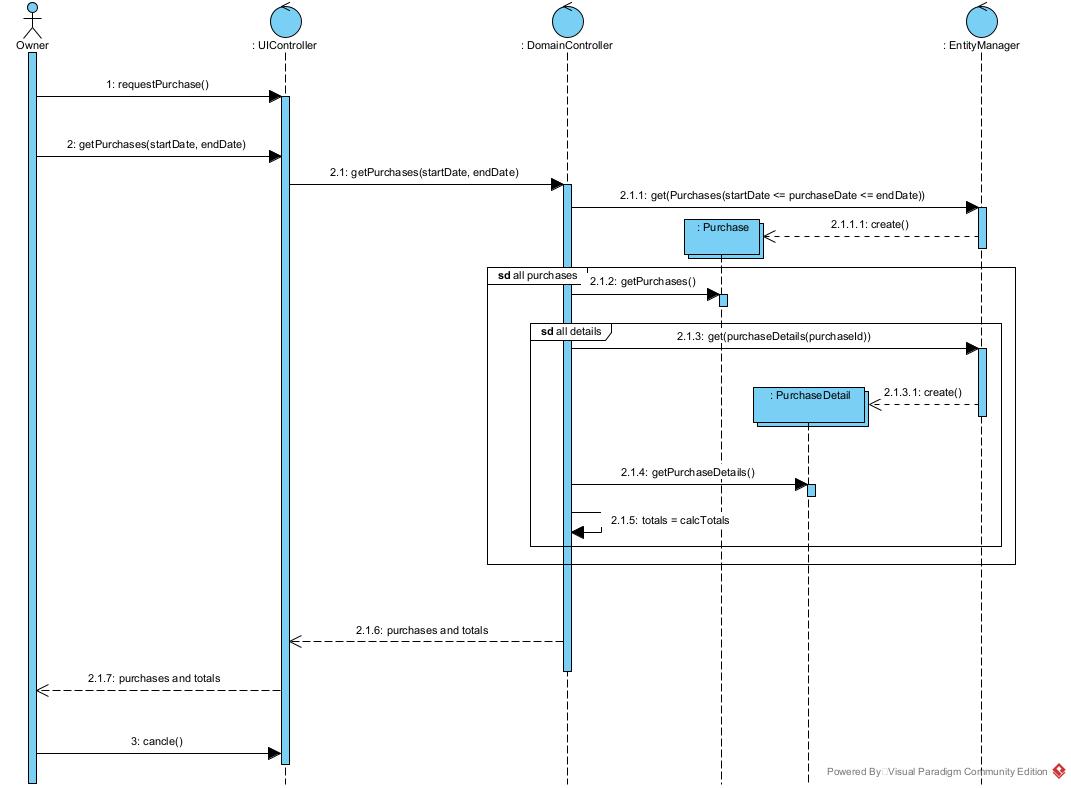 Owner
: UIController
: DomainController
: EntityManager
1: requestPurchase()
2: getPurchases(startDate, endDate)
2.1: getPurchases(startDate, endDate)
2.1.1: get(Purchases(startDate <= purchaseDate <= endDate))
: Purchase
2.1.1.1: create()
sd all purchases
2.1.2: getPurchases()
sd all details
2.1.3: get(purchaseDetails(purchaseId))
: PurchaseDetail
2.1.3.1: create()
2.1.4: getPurchaseDetails()
2.1.5: totals = calcTotals
2.1.6: purchases and totals
2.1.7: purchases and totals
3: cancle()
Powered By Visual Paradigm Community Edition